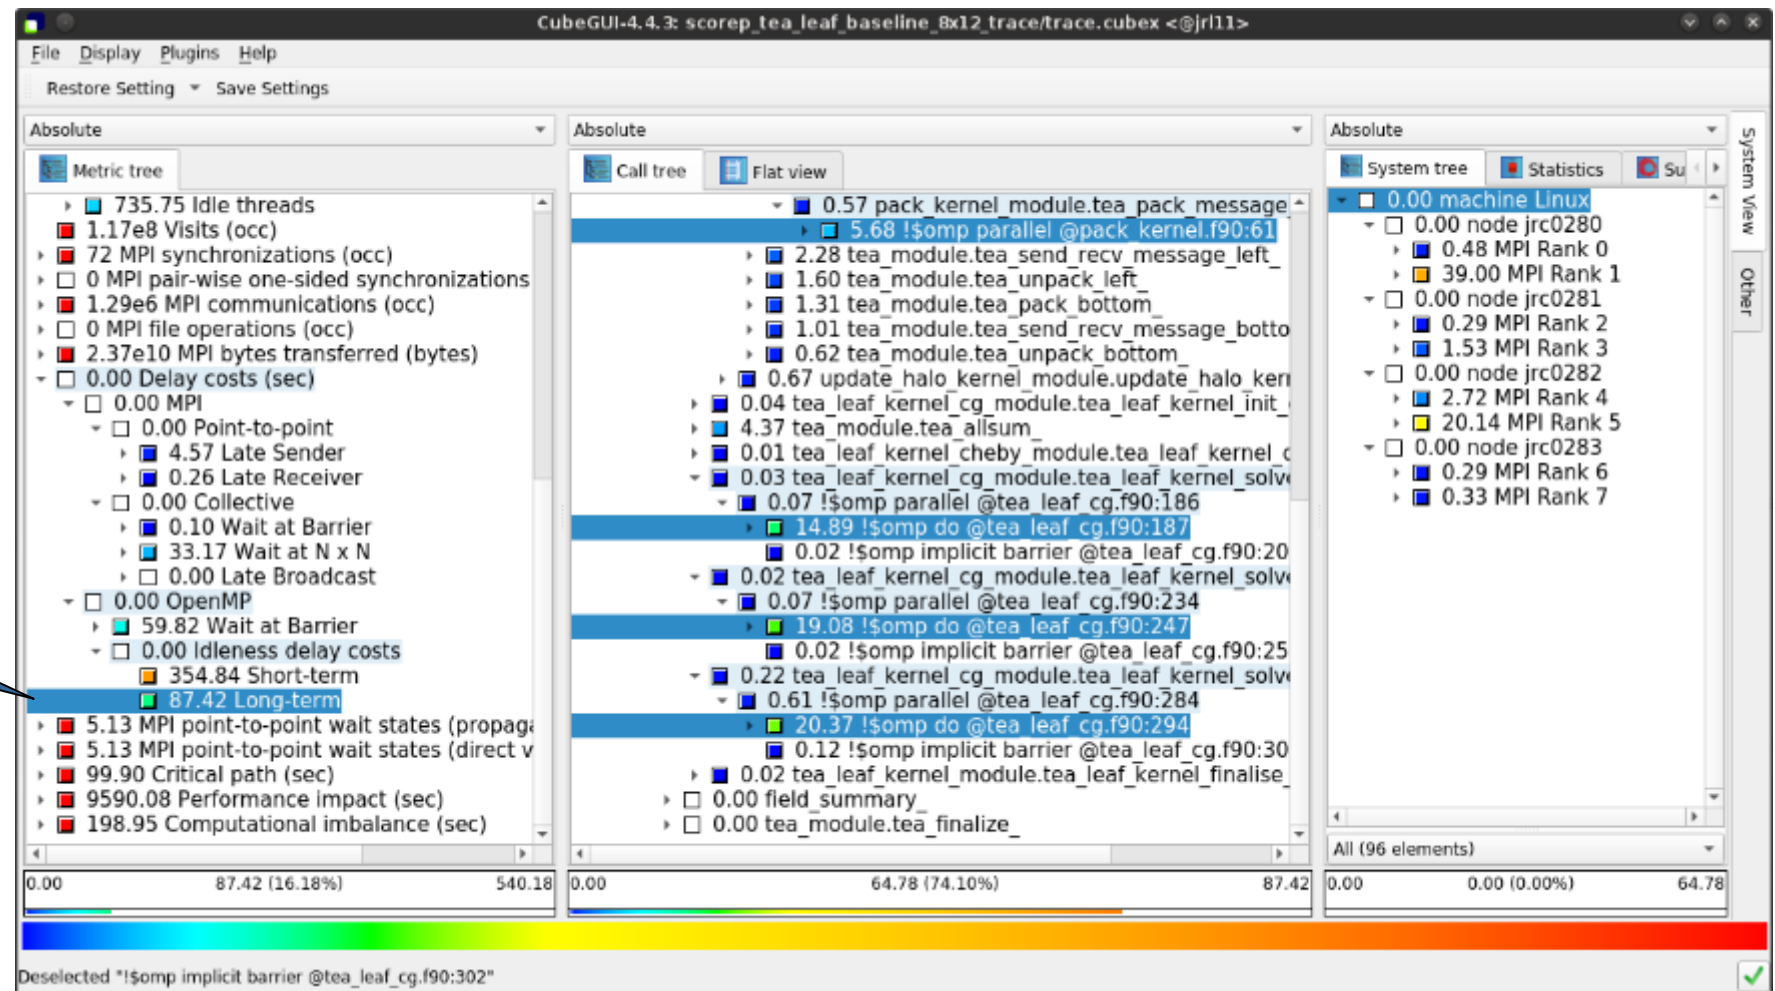 CubeGUI-4.4.3: scorep_tea_leaf_baseline_8x12_trace/trace.cubex <@jrl11>
File Display Plugins Help
Restore Setting Save Settings
Absolute
Metric tree
735.75 Idle threads
1.17e8 Visits (occ)
72 MPI synchronizations (occ)
0 MPI pair-wise one-sided synchronizations
1.29e6 MPI communications (occ)
0 MPI file operations (occ)
2.37e10 MPI bytes transferred (bytes)
0.00 Delay costs (sec)
0.00 MPI
0.00 Point-to-point
4.57 Late Sender
0.26 Late Receiver
0.00 Collective
0.10 Wait at Barrier
33.17 Wait at N x N
0.00 Late Broadcast
0.00 OpenMP
59.82 Wait at Barrier
0.00 Idleness delay costs
354.84 Short-term
87.42 Long-term
5.13 MPI point-to-point wait states (propaga
5.13 MPI point-to-point wait states (direct v
99.90 Critical path (sec)
9590.08 Performance impact (sec)
198.95 Computational imbalance (sec)
0.00 87.42 (16.18%) 540.18
Absolute
Call tree Flat view
0.57 pack_kernel_module.tea_pack_message_
5.68 !$omp parallel @pack_kernel.f90:61
2.28 tea_module.tea_send_recv_message_left_
1.60 tea_module.tea_unpack_left_
1.31 tea_module.tea_pack_bottom_
1.01 tea_module.tea_send_recv_message_botto
0.62 tea_module.tea_unpack_bottom_
0.67 update_halo_kernel_module.update_halo_kern
0.04 tea_leaf_kernel_cg_module.tea_leaf_kernel_init_
4.37 tea_module.tea_allsum_
0.01 tea_leaf_kernel_cheby_module.tea_leaf_kernel_c
0.03 tea_leaf_kernel_cg_module.tea_leaf_kernel_solve
0.07 !$omp parallel @tea_leaf_cg.f90:186
14.89 !$omp do @tea_leaf_cg.f90:187
0.02 !$omp implicit barrier @tea_leaf_cg.f90:20
0.02 tea_leaf_kernel_cg_module.tea_leaf_kernel_solve
0.07 !$omp parallel @tea_leaf_cg.f90:234
19.08 !$omp do @tea_leaf_cg.f90:247
0.02 !$omp implicit barrier @tea_leaf_cg.f90:25
0.22 tea_leaf_kernel_cg_module.tea_leaf_kernel_solve
0.61 !$omp parallel @tea_leaf_cg.f90:284
20.37 !$omp do @tea_leaf_cg.f90:294
0.12 !$omp implicit barrier @tea_leaf_cg.f90:30
0.02 tea_leaf_kernel_module.tea_leaf_kernel_finalise_
0.00 field_summary_
0.00 tea_module.tea_finalize_
0.00 64.78 (74.10%) 87.42
Absolute
System tree Statistics Su
0.00 machine Linux
0.00 node jrc0280
0.48 MPI Rank 0
39.00 MPI Rank 1
0.00 node jrc0281
0.29 MPI Rank 2
1.53 MPI Rank 3
0.00 node jrc0282
2.72 MPI Rank 4
20.14 MPI Rank 5
0.00 node jrc0283
0.29 MPI Rank 6
0.33 MPI Rank 7
All (96 elements)
0.00 0.00 (0.00%) 64.78
System View
Other
Deselected "!$omp implicit barrier @tea_leaf_cg.f90:302"